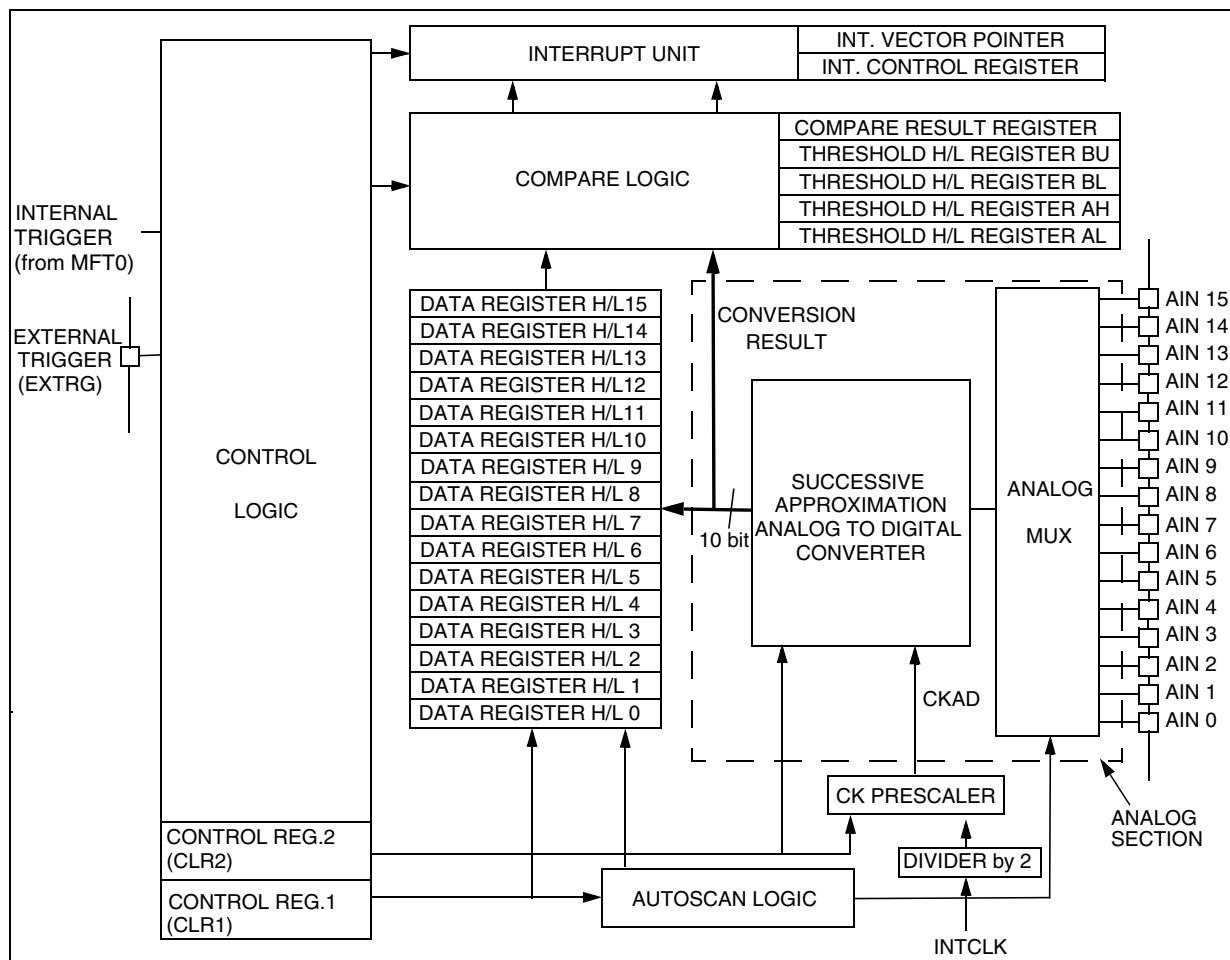 INTERRUPT UNIT
INT. VECTOR POINTER
INT. CONTROL REGISTER
COMPARE LOGIC
COMPARE RESULT REGISTER
THRESHOLD H/L REGISTER BU
THRESHOLD H/L REGISTER BL
THRESHOLD H/L REGISTER AH
THRESHOLD H/L REGISTER AL
INTERNAL
TRIGGER
(from MFT0)
EXTERNAL
TRIGGER
(EXTRG)
CONTROL
LOGIC
DATA REGISTER H/L15
DATA REGISTER H/L14
DATA REGISTER H/L13
DATA REGISTER H/L12
DATA REGISTER H/L11
DATA REGISTER H/L10
DATA REGISTER H/L 9
DATA REGISTER H/L 8
DATA REGISTER H/L 7
DATA REGISTER H/L 6
DATA REGISTER H/L 5
DATA REGISTER H/L 4
DATA REGISTER H/L 3
DATA REGISTER H/L 2
DATA REGISTER H/L 1
DATA REGISTER H/L 0
CONVERSION
RESULT
10 bit
SUCCESSIVE
APPROXIMATION
ANALOG TO DIGITAL
CONVERTER
ANALOG
MUX
AIN 15
AIN 14
AIN 13
AIN 12
AIN 11
AIN 10
AIN 9
AIN 8
AIN 7
AIN 6
AIN 5
AIN 4
AIN 3
AIN 2
AIN 1
AIN 0
CKAD
CK PRESCALER
ANALOG
SECTION
CONTROL REG.2
(CLR2)
DIVIDER by 2
CONTROL REG.1
(CLR1)
AUTOSCAN LOGIC
INTCLK